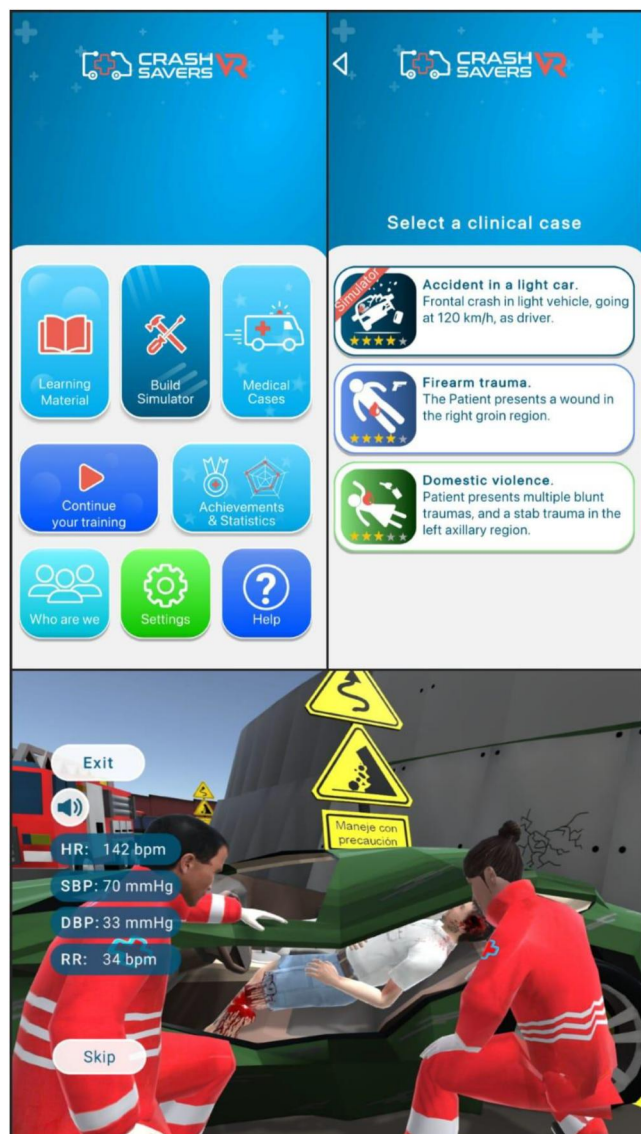 CRASH
SAVERS VR
Learning
Material
Build
Simulator
Medical
Cases
Continue
your training
Achievements
& Statistics
Who are we
Settings
Help
CRASH
SAVERS VR
Select a clinical case
Simulator
Accident in a light car.
Frontal crash in light vehicle, going
at 120 km/h, as driver.
Firearm trauma.
The Patient presents a wound in
the right groin region.
Domestic violence.
Patient presents multiple blunt
traumas, and a stab trauma in the
left axillary region.
Exit
HR: 142 bpm
SBP: 70 mmHg
DBP: 33 mmHg
RR: 34 bpm
Skip
Maneje con
precaución